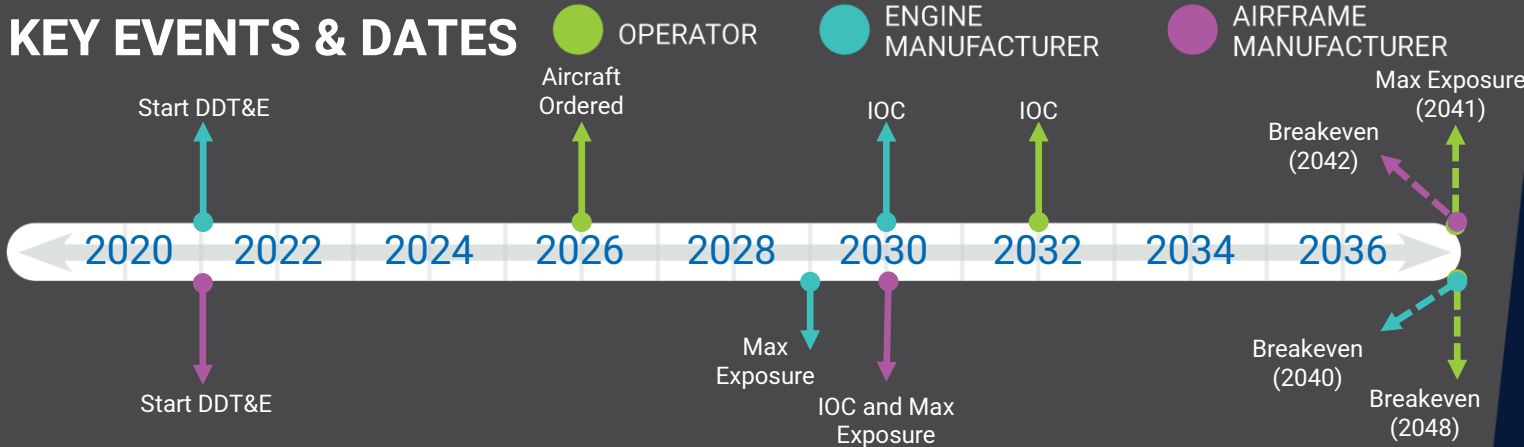 KEY EVENTS & DATES
OPERATOR
ENGINE
MANUFACTURER
AIRFRAME
MANUFACTURER
Start DDT&E
Aircraft
Ordered
IOC
IOC
Breakeven
(2042)
Max Exposure
(2041)
2020 2022 2024 2026 2028 2030 2032 2034 2036
Start DDT&E
Max
Exposure
IOC and Max
Exposure
Breakeven
(2040)
Breakeven
(2048)